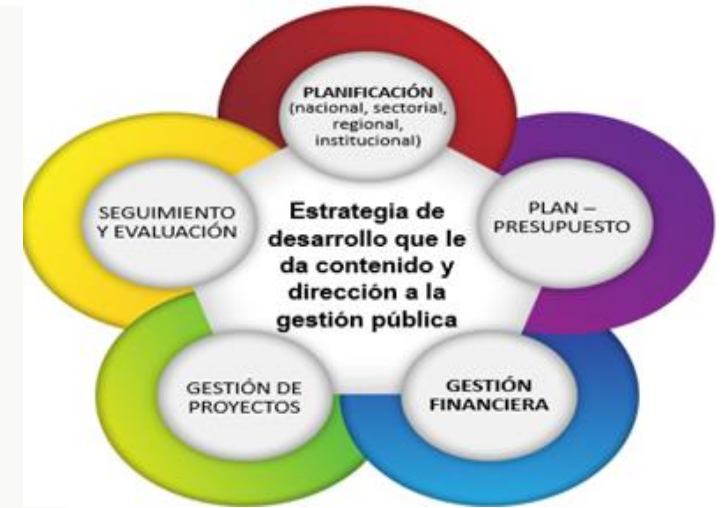 PLANIFICACIÓN
(nacional, sectorial,
regional,
institucional)
PLAN –
PRESUPUESTO
GESTIÓN
FINANCIERA
GESTIÓN DE
PROYECTOS
SEGUIMIENTO
Y EVALUACIÓN
Estrategia de
desarrollo que le
da contenido y
dirección a la
gestión pública